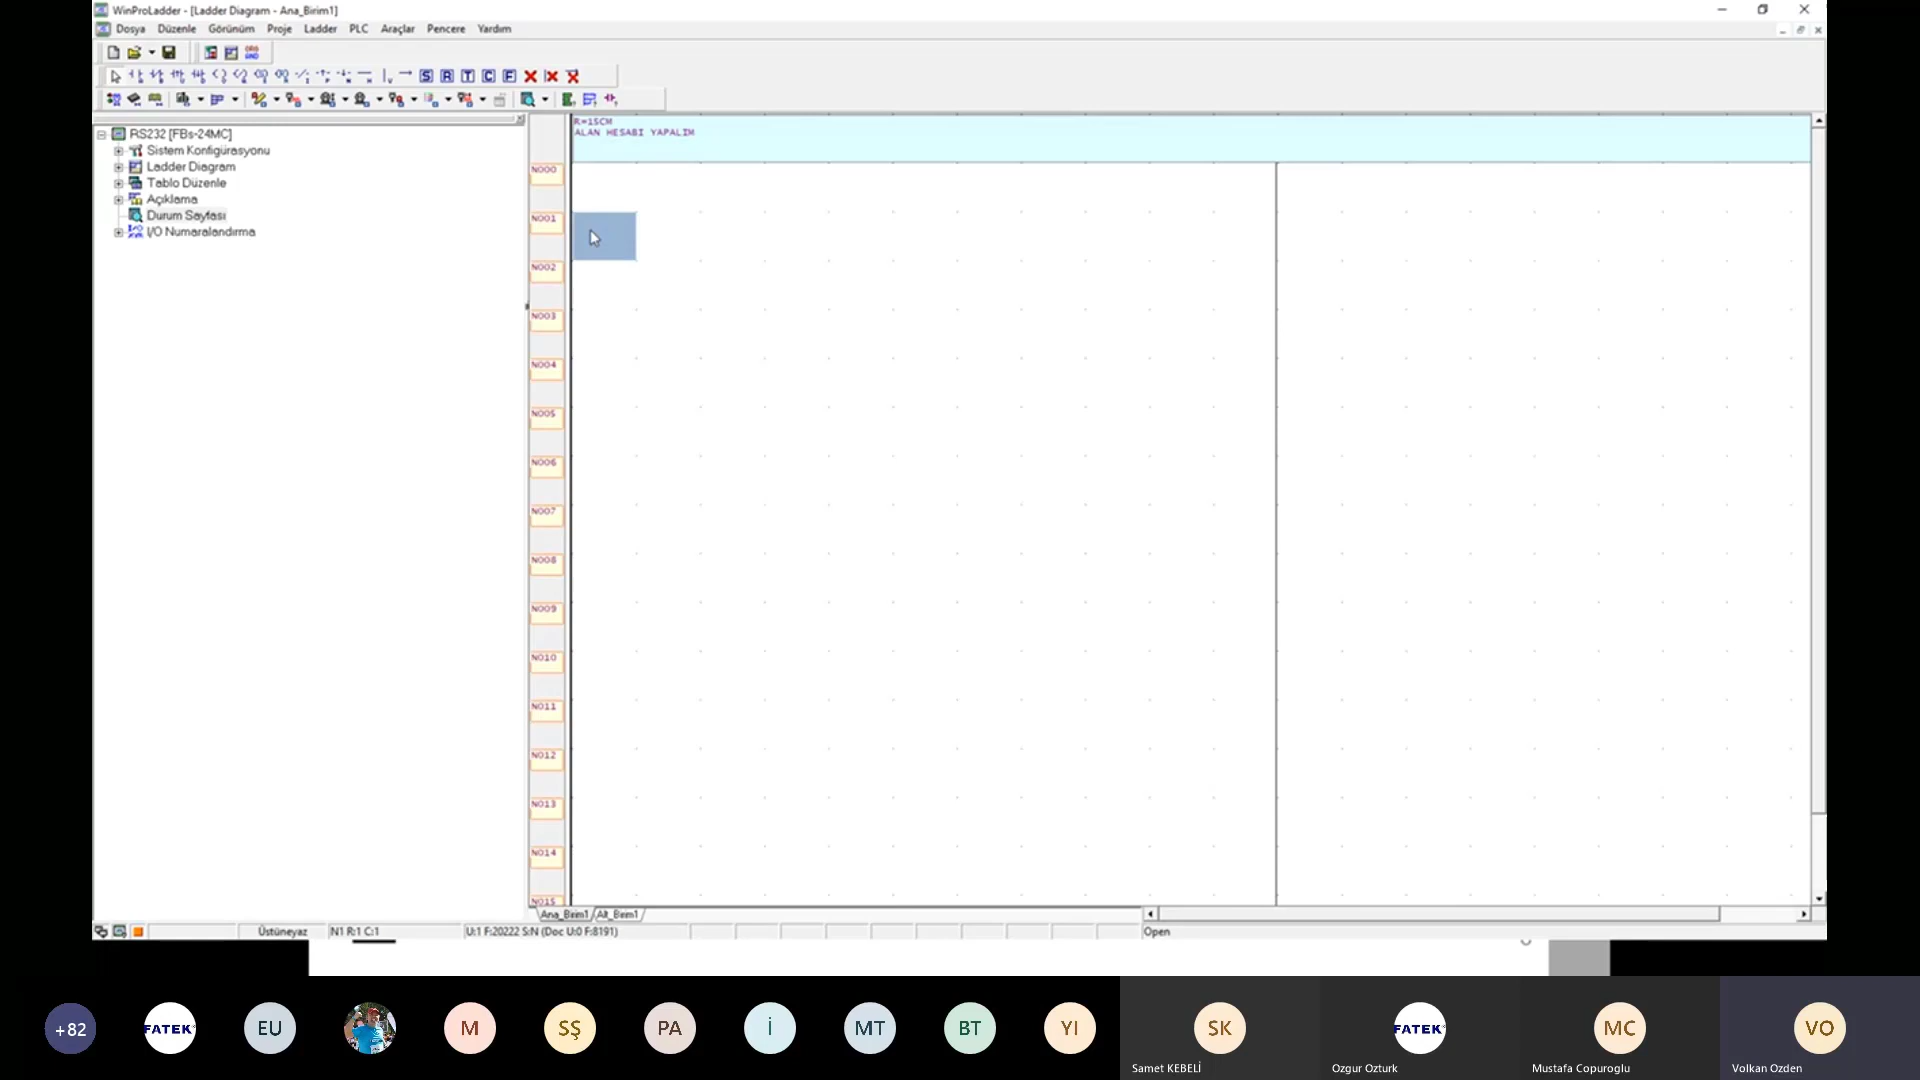 WinProLadder - [Ladder Diagram - Ana_Birim1]
Dosya Düzenle Görünüm Proje Ladder PLC Araçlar Pencere Yardım
S R T C F
RS232 [FBs-24MC]
Sistem Konfigürasyonu
Ladder Diagram
Tablo Düzenle
Açıklama
Durum Sayfası
I/O Numaralandırma
R=15CM
ALAN HESABI YAPALIM
N000
N001
N002
N003
N004
N005
N006
N007
N008
N009
N010
N011
N012
N013
N014
N015
Ana_Birim1 Alt_Birim1
Üstüneyaz N1 R:1 C:1 U:1 F:20222 S:N (Doc U:0 F:8191) Open
+82 FATEK EU M SŞ PA İ MT BT YI SK FATEK MC VO
Samet KEBELİ Ozgur Ozturk Mustafa Copuroglu Volkan Ozden